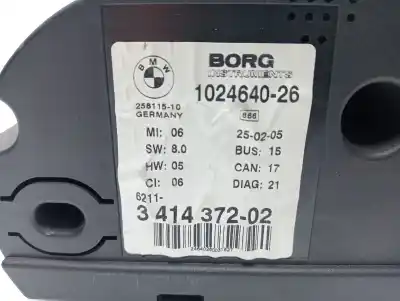 BMW
BORG
INSTRUMENTS
1024640-26
258115-10
GERMANY
966
MI: 06
25-02-05
SW: 8.0
BUS: 15
HW: 05
CAN: 17
CI: 06
DIAG: 21
6211-
3 414 372-02